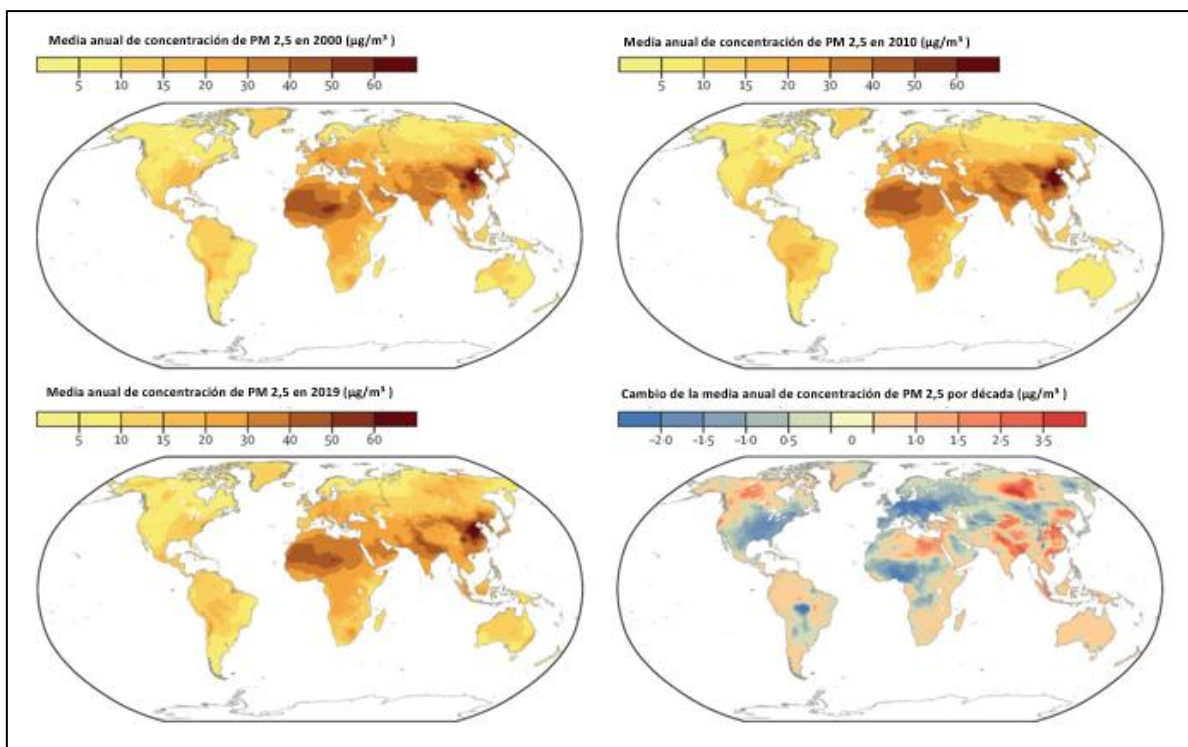 Media anual de concentración de PM 2,5 en 2000 (µg/m³ )
5 10 15 20 30 40 50 60
Media anual de concentración de PM 2,5 en 2010 (µg/m³ )
5 10 15 20 30 40 50 60
Media anual de concentración de PM 2,5 en 2019 (µg/m³ )
5 10 15 20 30 40 50 60
Cambio de la media anual de concentración de PM 2,5 por década (µg/m³ )
-2·0 -1·5 -1·0 0·5 0 1·0 1·5 2·5 3·5